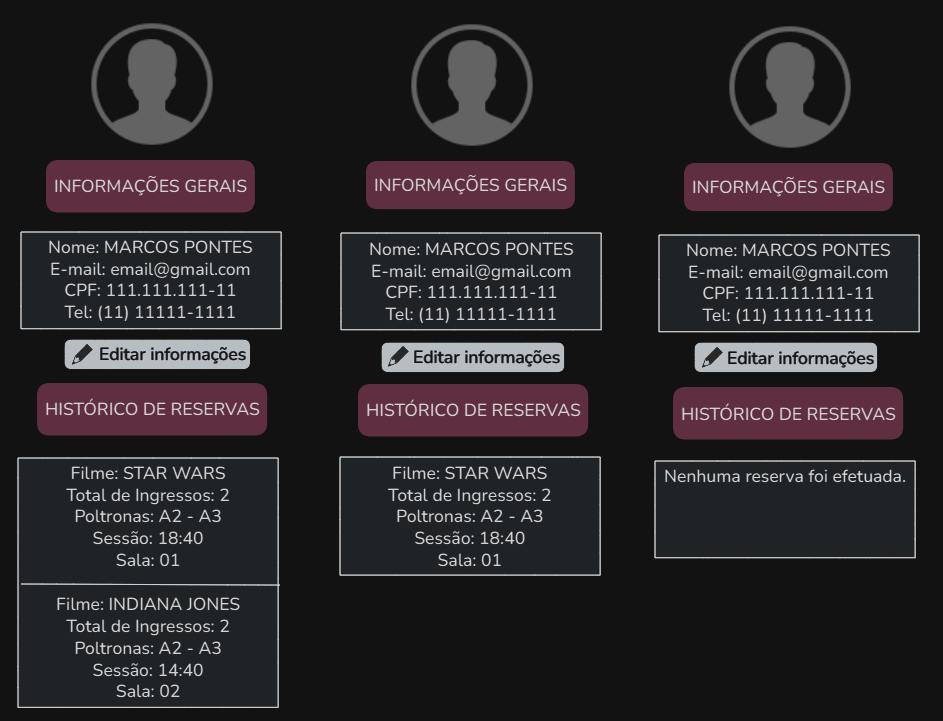 INFORMAÇÕES GERAIS
Nome: MARCOS PONTES
E-mail: email@gmail.com
CPF: 111.111.111-11
Tel: (11) 11111-1111
Editar informações
HISTÓRICO DE RESERVAS
Filme: STAR WARS
Total de Ingressos: 2
Poltronas: A2 - A3
Sessão: 18:40
Sala: 01
Filme: INDIANA JONES
Total de Ingressos: 2
Poltronas: A2 - A3
Sessão: 14:40
Sala: 02
INFORMAÇÕES GERAIS
Nome: MARCOS PONTES
E-mail: email@gmail.com
CPF: 111.111.111-11
Tel: (11) 11111-1111
Editar informações
HISTÓRICO DE RESERVAS
Filme: STAR WARS
Total de Ingressos: 2
Poltronas: A2 - A3
Sessão: 18:40
Sala: 01
INFORMAÇÕES GERAIS
Nome: MARCOS PONTES
E-mail: email@gmail.com
CPF: 111.111.111-11
Tel: (11) 11111-1111
Editar informações
HISTÓRICO DE RESERVAS
Nenhuma reserva foi efetuada.